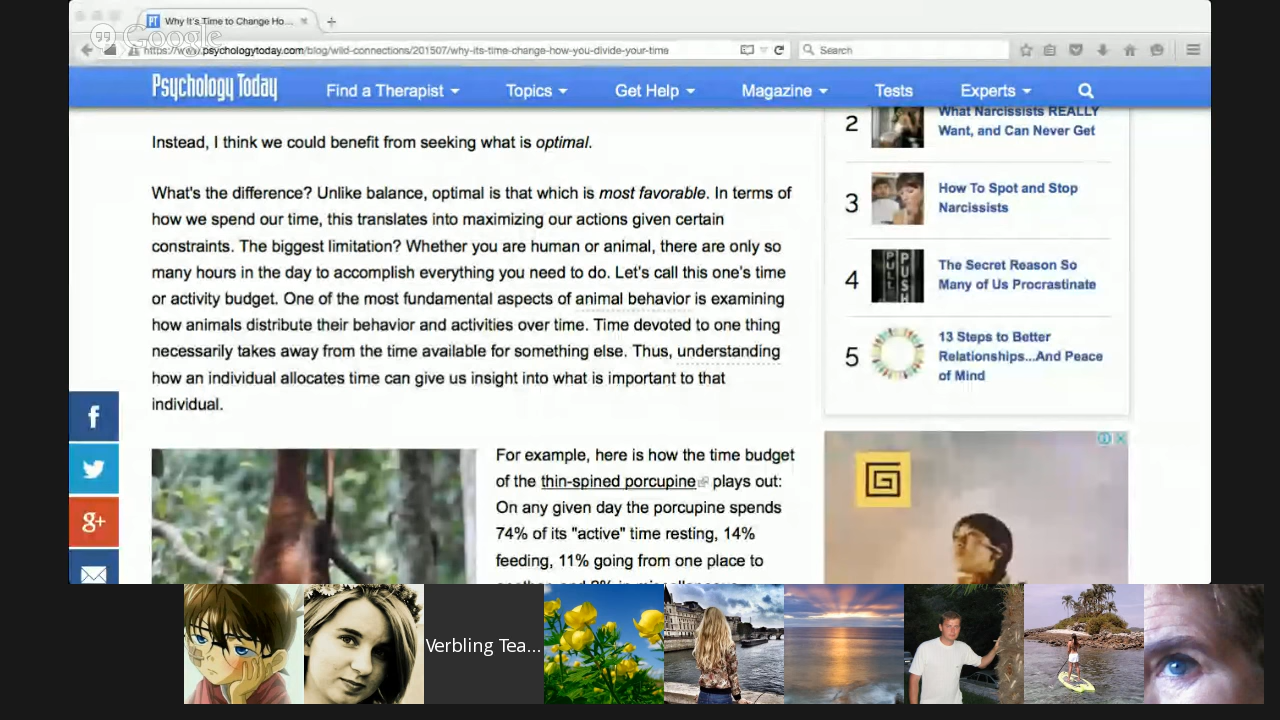 Why It's Time to Change Ho...
Google
https://www.psychologytoday.com/blog/wild-connections/201507/why-its-time-change-how-you-divide-your-time
Search
Psychology Today
Find a Therapist
Topics
Get Help
Magazine
Tests
Experts
Instead, I think we could benefit from seeking what is optimal.
What's the difference? Unlike balance, optimal is that which is most favorable. In terms of
how we spend our time, this translates into maximizing our actions given certain
constraints. The biggest limitation? Whether you are human or animal, there are only so
many hours in the day to accomplish everything you need to do. Let's call this one's time
or activity budget. One of the most fundamental aspects of animal behavior is examining
how animals distribute their behavior and activities over time. Time devoted to one thing
necessarily takes away from the time available for something else. Thus, understanding
how an individual allocates time can give us insight into what is important to that
individual.
For example, here is how the time budget
of the thin-spined porcupine plays out:
On any given day the porcupine spends
74% of its "active" time resting, 14%
feeding, 11% going from one place to
2
What Narcissists REALLY
Want, and Can Never Get
3
How To Spot and Stop
Narcissists
4
PULL
PUSH
The Secret Reason So
Many of Us Procrastinate
5
13 Steps to Better
Relationships...And Peace
of Mind
f
g+
Verbling Tea...